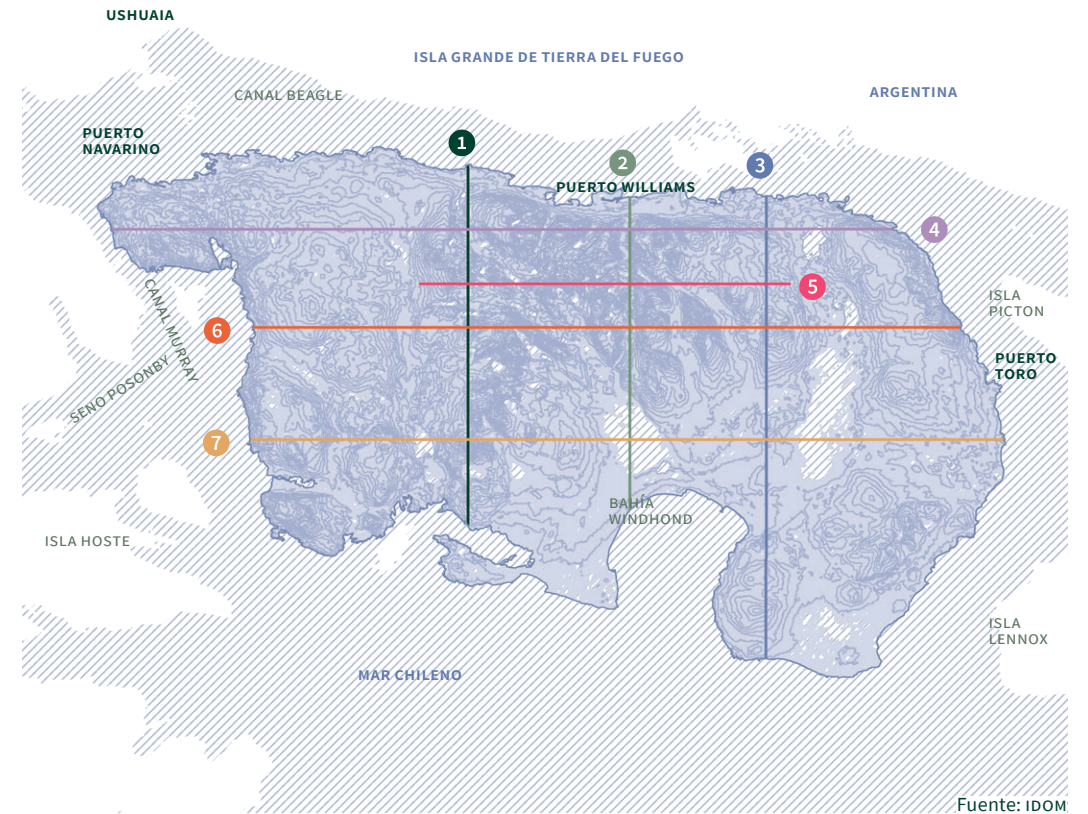 USHUAIA
ISLA GRANDE DE TIERRA DEL FUEGO
ARGENTINA
CANAL BEAGLE
PUERTO
NAVARINO
1
2
3
PUERTO WILLIAMS
4
5
ISLA
PICTON
CANAL MURRAY
6
PUERTO
TORO
SENO POSONBY
7
BAHÍA
WINDHOND
ISLA HOSTE
ISLA
LENNOX
MAR CHILENO
Fuente: IDOM